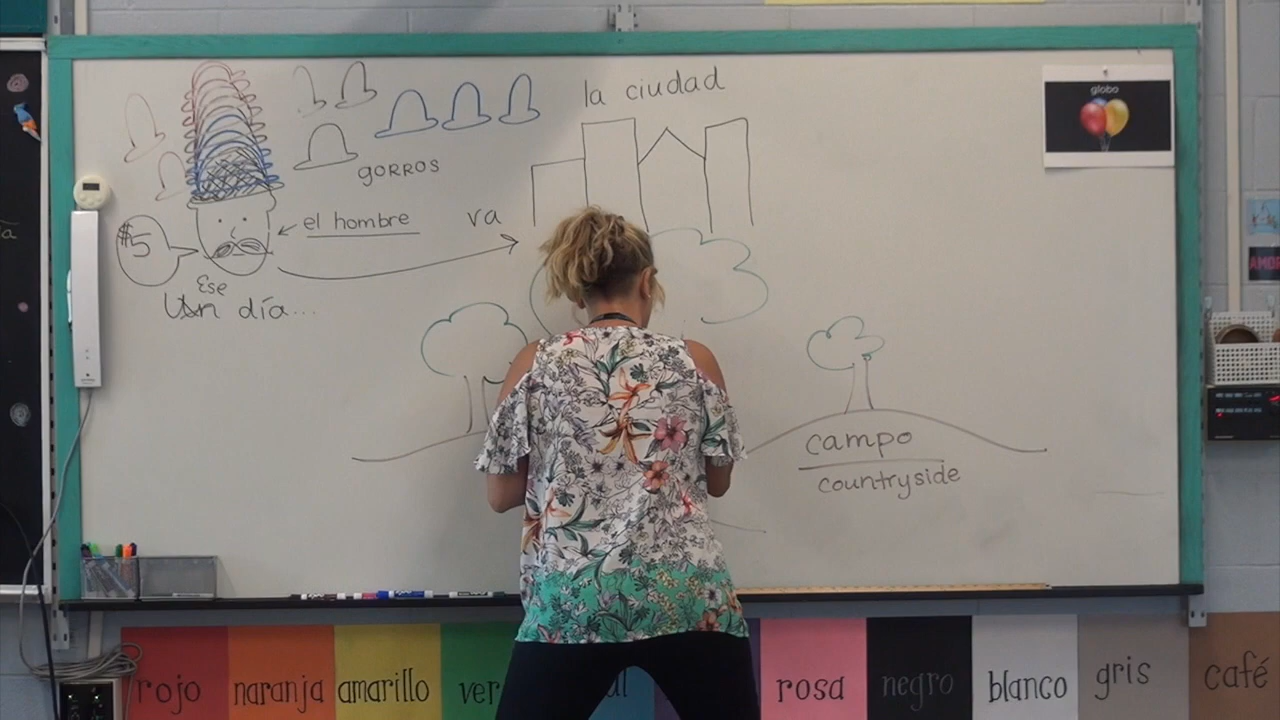 la ciudad
globo
gorros
#5
el hombre
va
Ese
Un día...
campo
countryside
rojo
naranja
amarillo
rosa
negro
blanco
gris
café